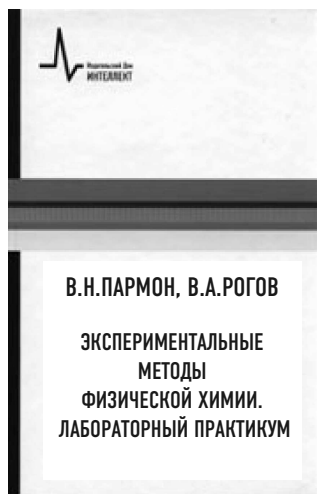 Издательский Дом
ИНТЕЛЛЕКТ
В.Н.ПАРМОН, В.А.РОГОВ
ЭКСПЕРИМЕНТАЛЬНЫЕ
МЕТОДЫ
ФИЗИЧЕСКОЙ ХИМИИ.
ЛАБОРАТОРНЫЙ ПРАКТИКУМ